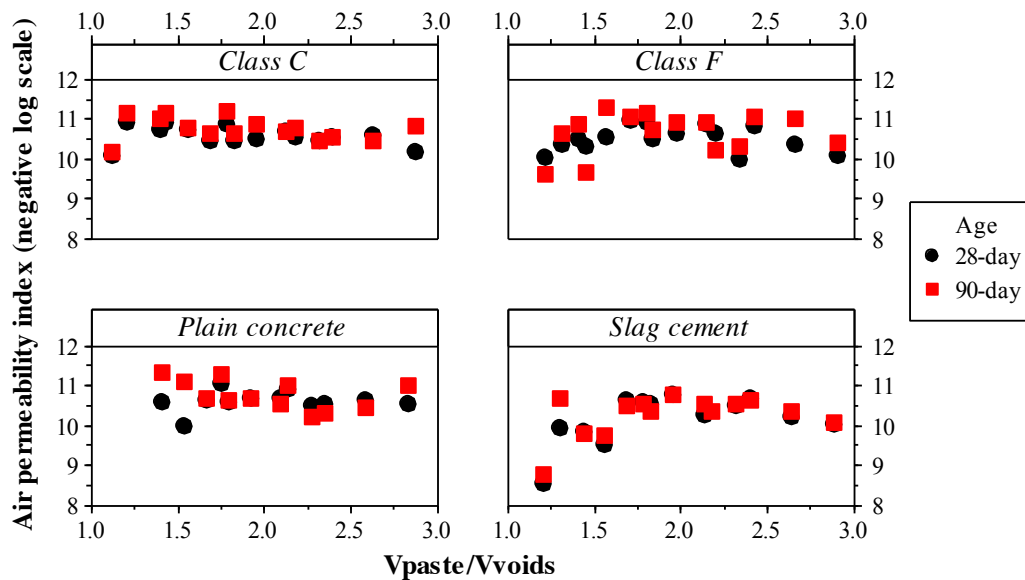 1.0 1.5 2.0 2.5 3.0 1.0 1.5 2.0 2.5 3.0
Class C Class F
12 12
11 11
10 10
9 9
8 8
Air permeability index (negative log scale)
Age
28-day
90-day
Plain concrete Slag cement
12 12
11 11
10 10
9 9
8 8
1.0 1.5 2.0 2.5 3.0 1.0 1.5 2.0 2.5 3.0
Vpaste/Vvoids